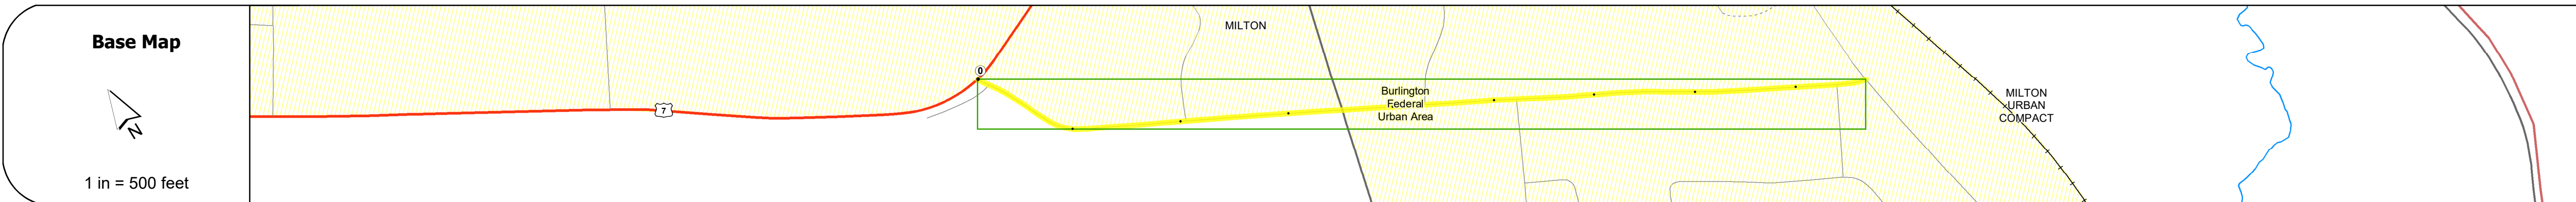 Base Map
N
1 in = 500 feet
7
0
MILTON
Burlington
Federal
Urban Area
MILTON
URBAN
COMPACT